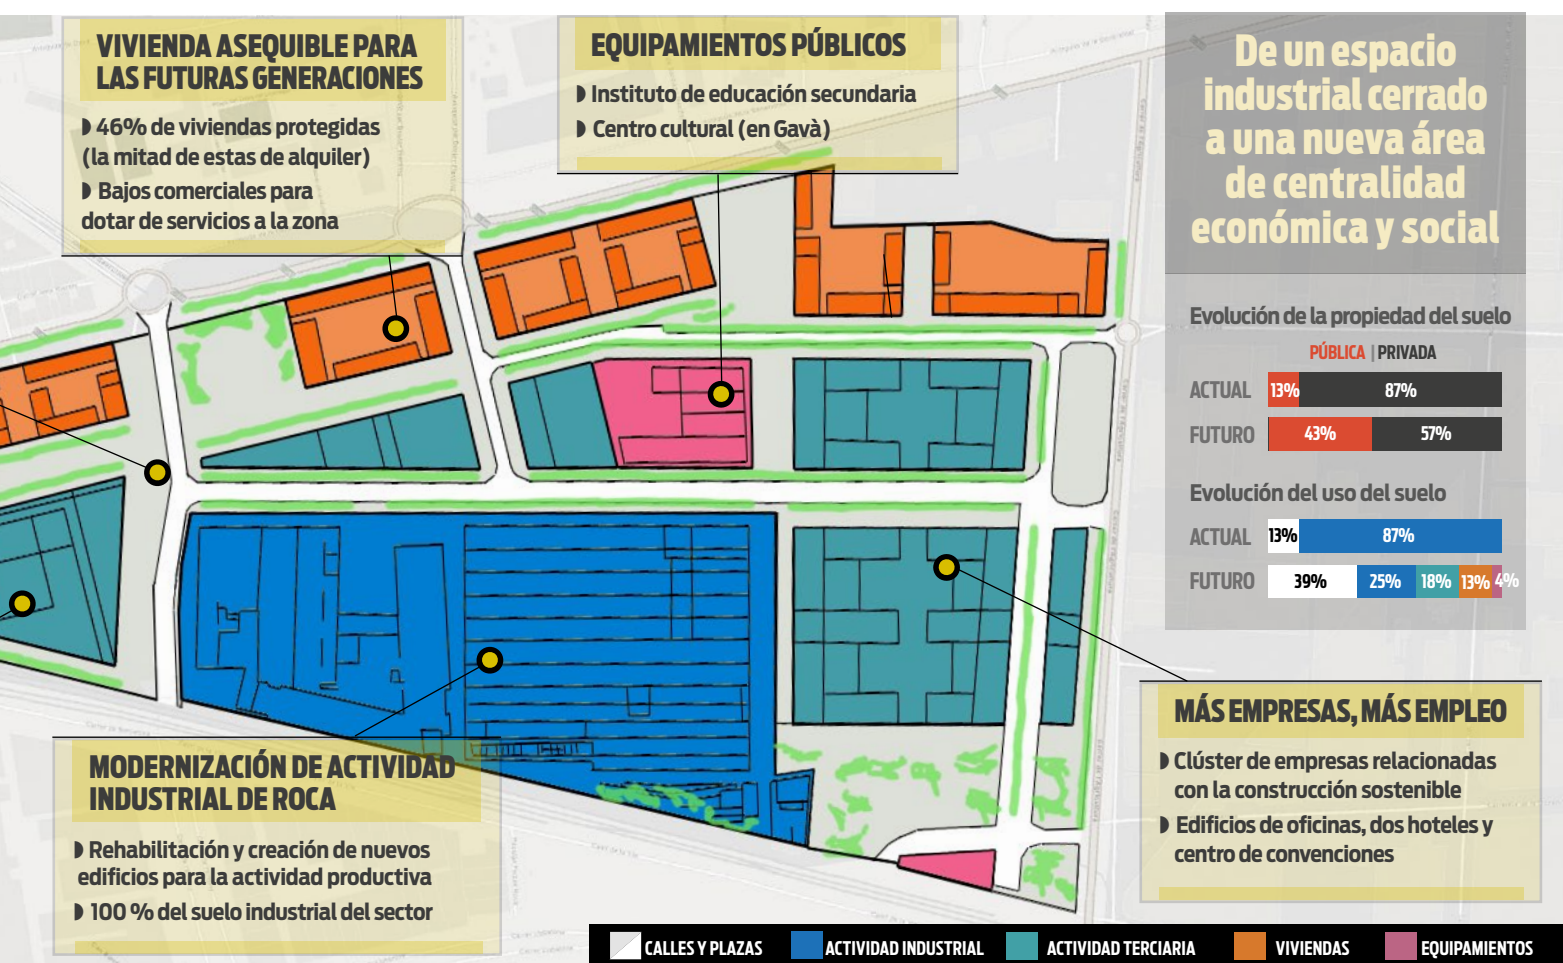 VIVIENDA ASEQUIBLE PARA
LAS FUTURAS GENERACIONES
◗ 46% de viviendas protegidas
(la mitad de estas de alquiler)
◗ Bajos comerciales para
dotar de servicios a la zona
EQUIPAMIENTOS PÚBLICOS
◗ Instituto de educación secundaria
◗ Centro cultural (en Gavà)
De un espacio
industrial cerrado
a una nueva área
de centralidad
económica y social
Evolución de la propiedad del suelo
PÚBLICA | PRIVADA
ACTUAL 13% 87%
FUTURO 43% 57%
Evolución del uso del suelo
ACTUAL 13% 87%
FUTURO 39% 25% 18% 13% 4%
MODERNIZACIÓN DE ACTIVIDAD
INDUSTRIAL DE ROCA
◗ Rehabilitación y creación de nuevos
edificios para la actividad productiva
◗ 100 % del suelo industrial del sector
MÁS EMPRESAS, MÁS EMPLEO
◗ Clúster de empresas relacionadas
con la construcción sostenible
◗ Edificios de oficinas, dos hoteles y
centro de convenciones
CALLES Y PLAZAS ACTIVIDAD INDUSTRIAL ACTIVIDAD TERCIARIA VIVIENDAS EQUIPAMIENTOS